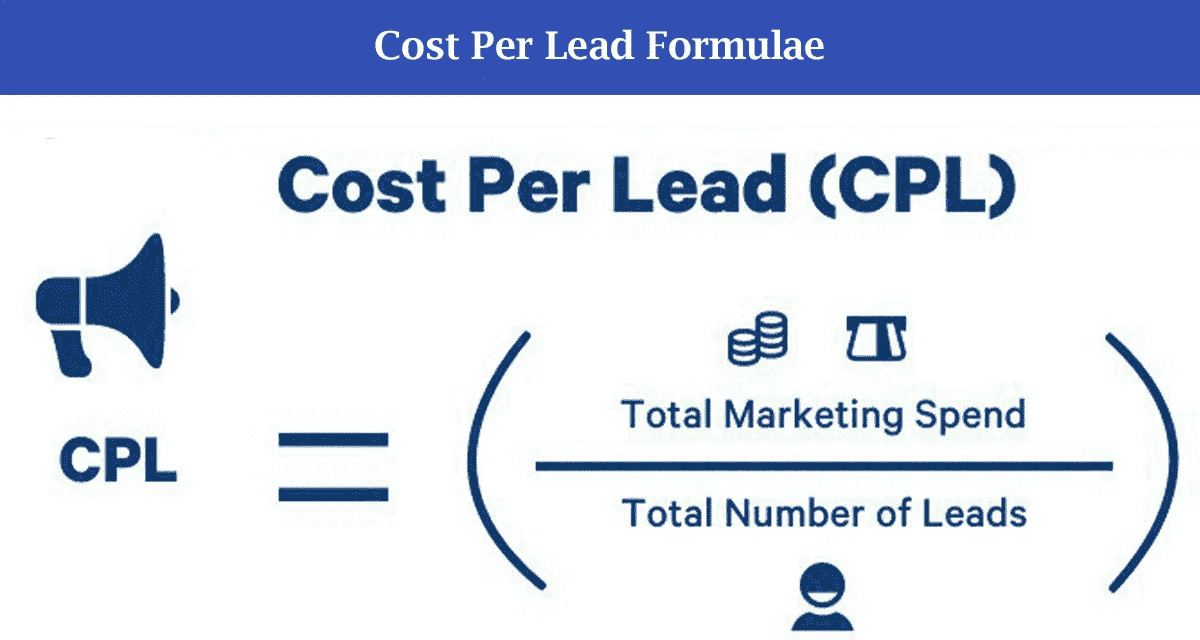 Cost Per Lead Formulae
Cost Per Lead (CPL)
CPL
Total Marketing Spend
Total Number of Leads